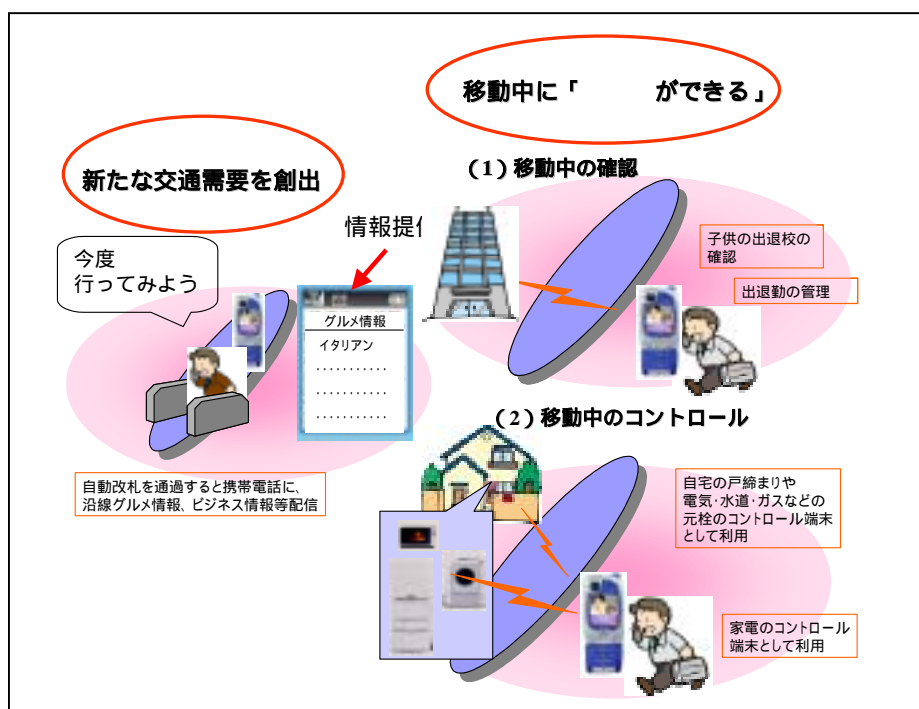 移動中に「　　　ができる」
新たな交通需要を創出
今度
行ってみよう
情報提
グルメ情報
イタリアン
・・・・・・・・・・・
・・・・・・・・・・・
・・・・・・・・・・・
自動改札を通過すると携帯電話に、
沿線グルメ情報、ビジネス情報等配信
（1）移動中の確認
子供の出退校の
確認
出退勤の管理
（2）移動中のコントロール
自宅の戸締まりや
電気・水道・ガスなどの
元栓のコントロール端末
として利用
家電のコントロール
端末として利用